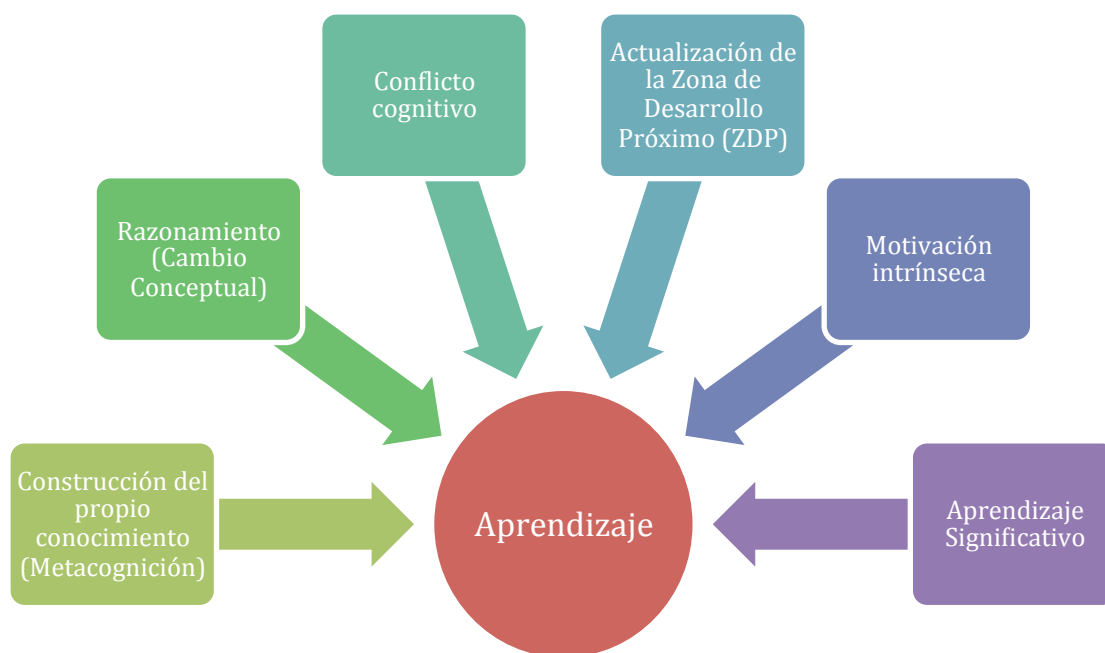 Construcción del
propio
conocimiento
(Metacognición)
Razonamiento
(Cambio
Conceptual)
Conflicto
cognitivo
Actualización de
la Zona de
Desarrollo
Próximo (ZDP)
Motivación
intrínseca
Aprendizaje
Significativo
Aprendizaje